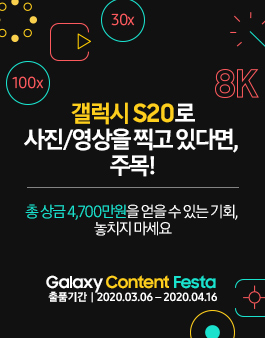 30x
100x
8K
갤럭시 S20로
사진/영상을 찍고 있다면,
주목!
총 상금 4,700만원을 얻을 수 있는 기회,
놓치지 마세요
Galaxy Content Festa
출품기간 | 2020.03.06 – 2020.04.16